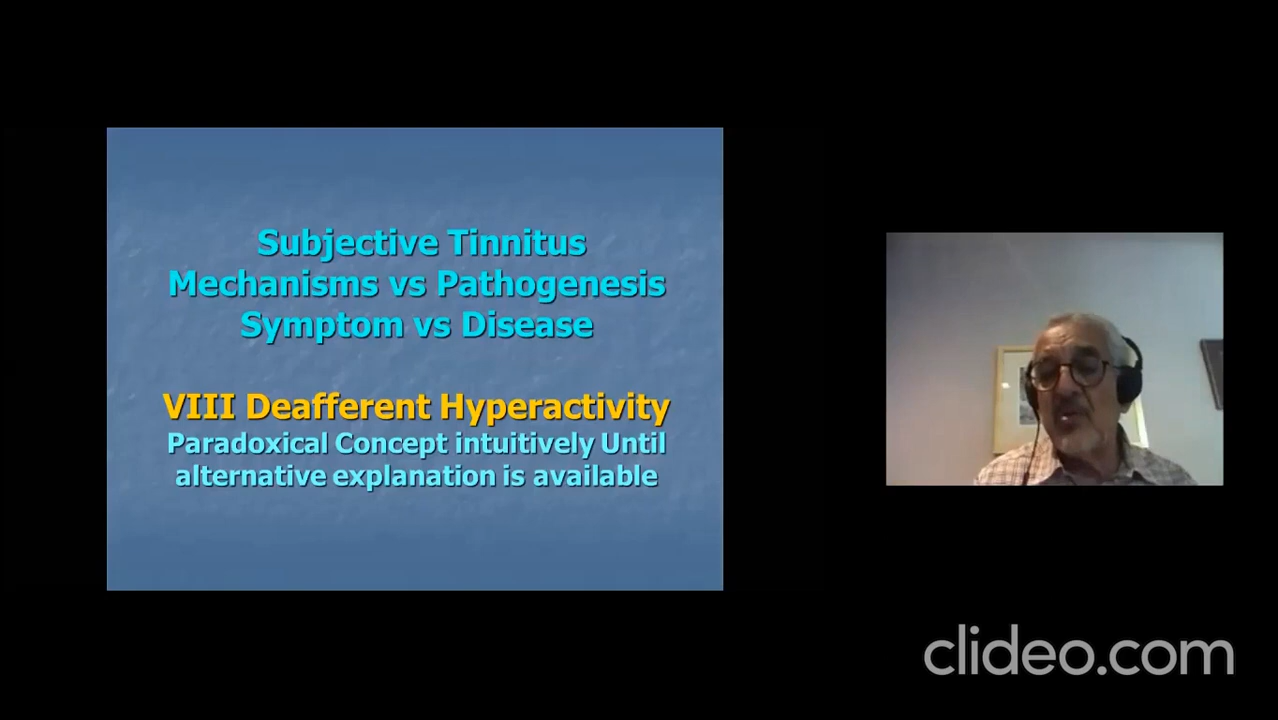 Subjective Tinnitus
Mechanisms vs Pathogenesis
Symptom vs Disease
VIII Deafferent Hyperactivity
Paradoxical Concept intuitively Until
alternative explanation is available
clideo.com